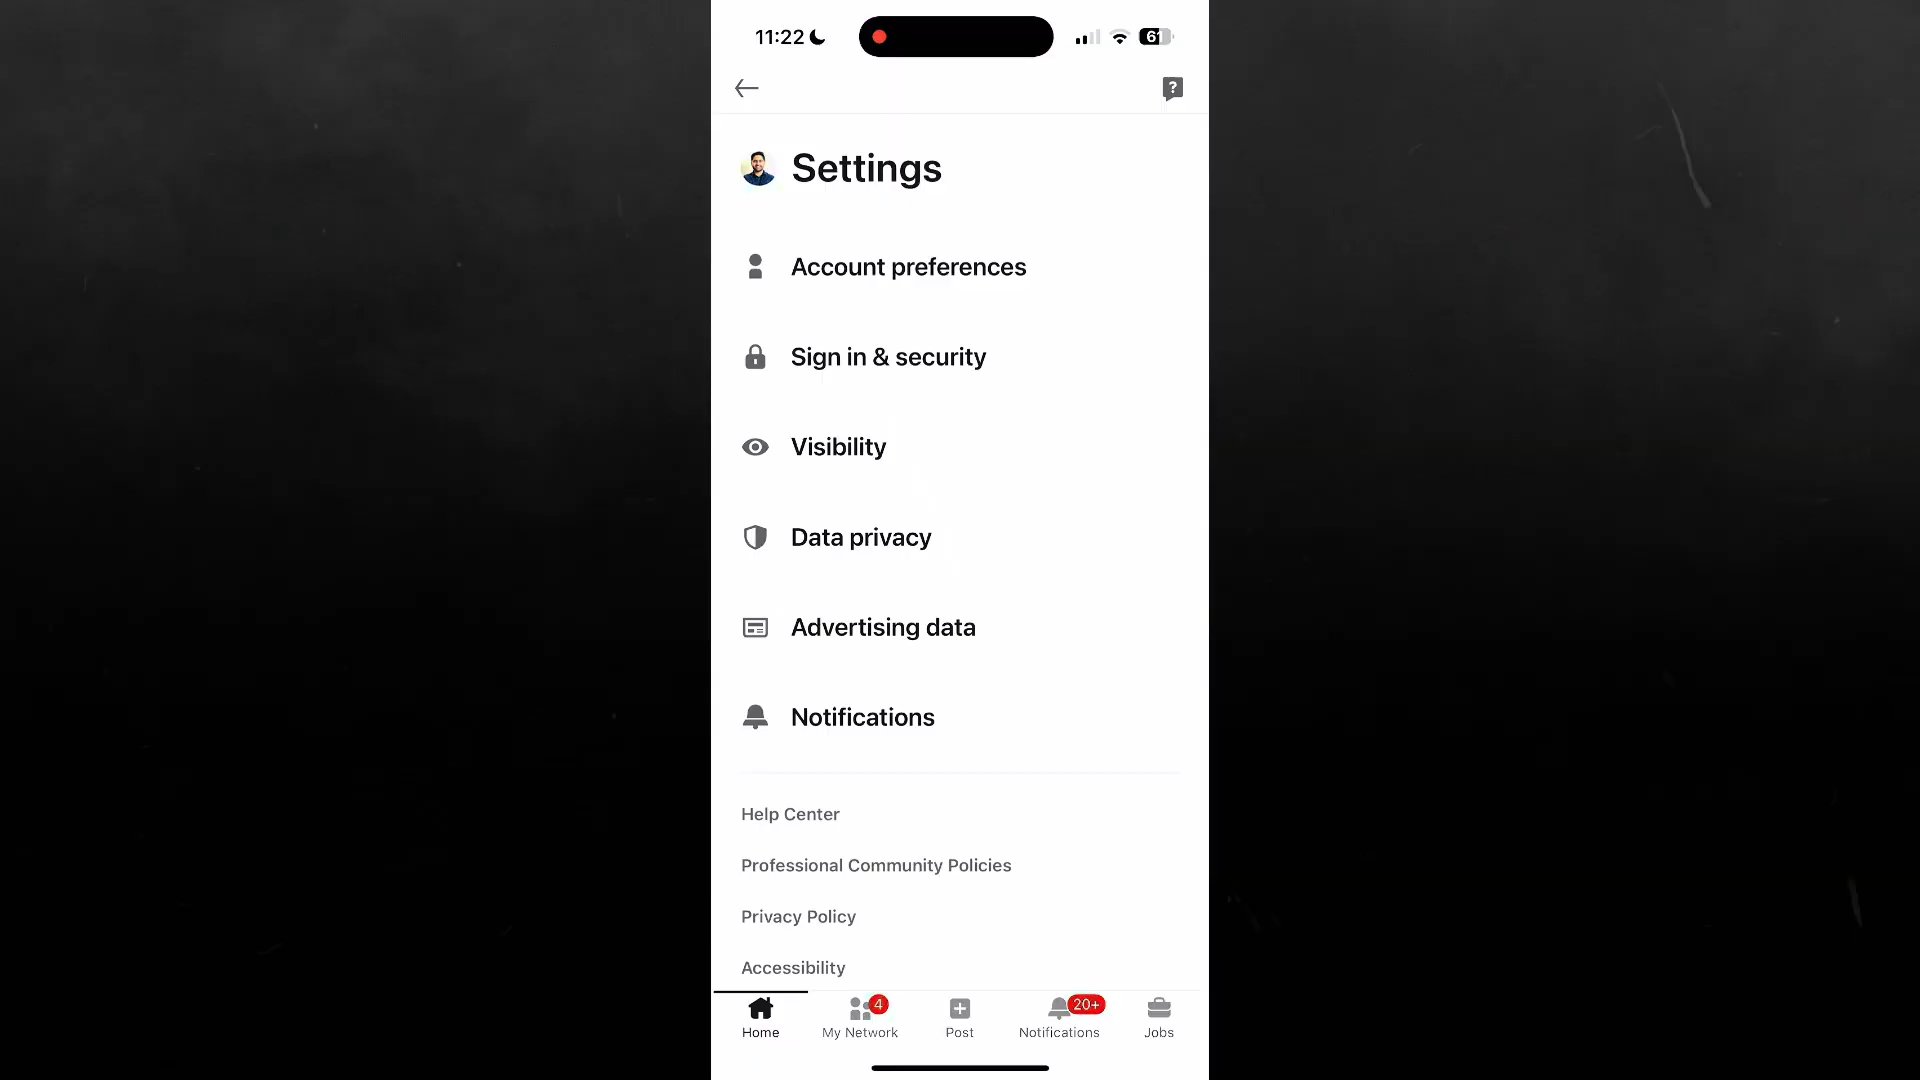 11:22
61
?
Settings
Account preferences
Sign in & security
Visibility
Data privacy
Advertising data
Notifications
Help Center
Professional Community Policies
Privacy Policy
Accessibility
4
20+
Home
My Network
Post
Notifications
Jobs